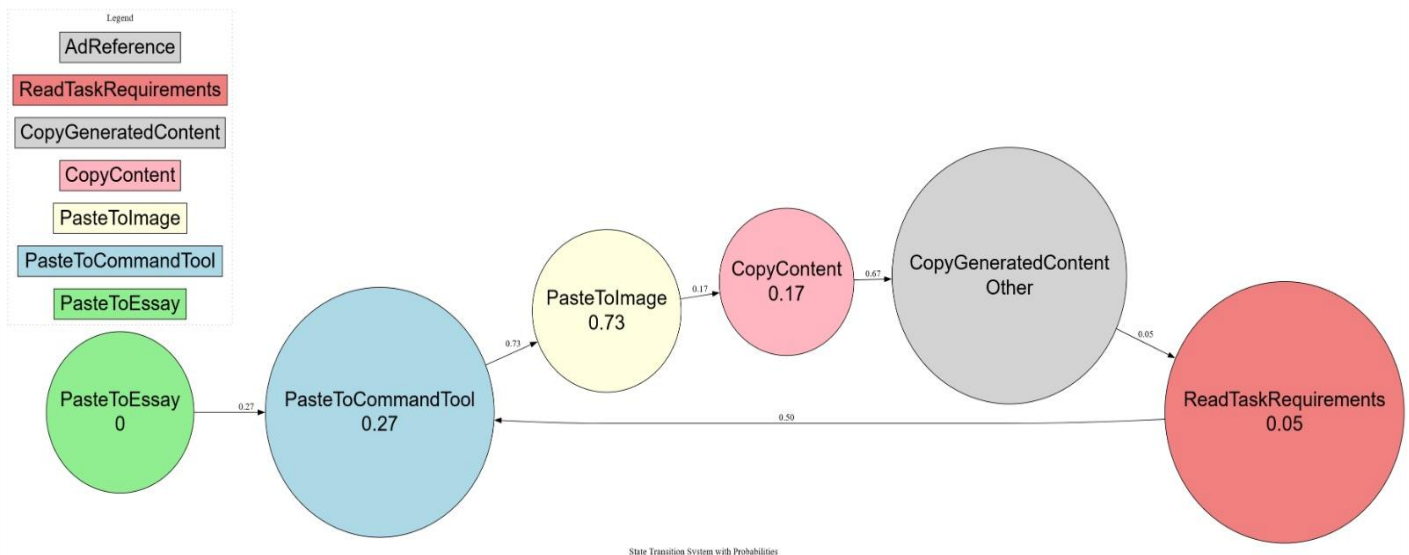 Legend
AdReference
ReadTaskRequirements
CopyGeneratedContent
CopyContent
PasteToImage
PasteToCommandTool
PasteToEssay
PasteToEssay
0
0.27
PasteToCommandTool
0.27
0.73
PasteToImage
0.73
0.17
CopyContent
0.17
0.67
CopyGeneratedContent
Other
0.05
ReadTaskRequirements
0.05
0.50
State Transition System with Probabilities